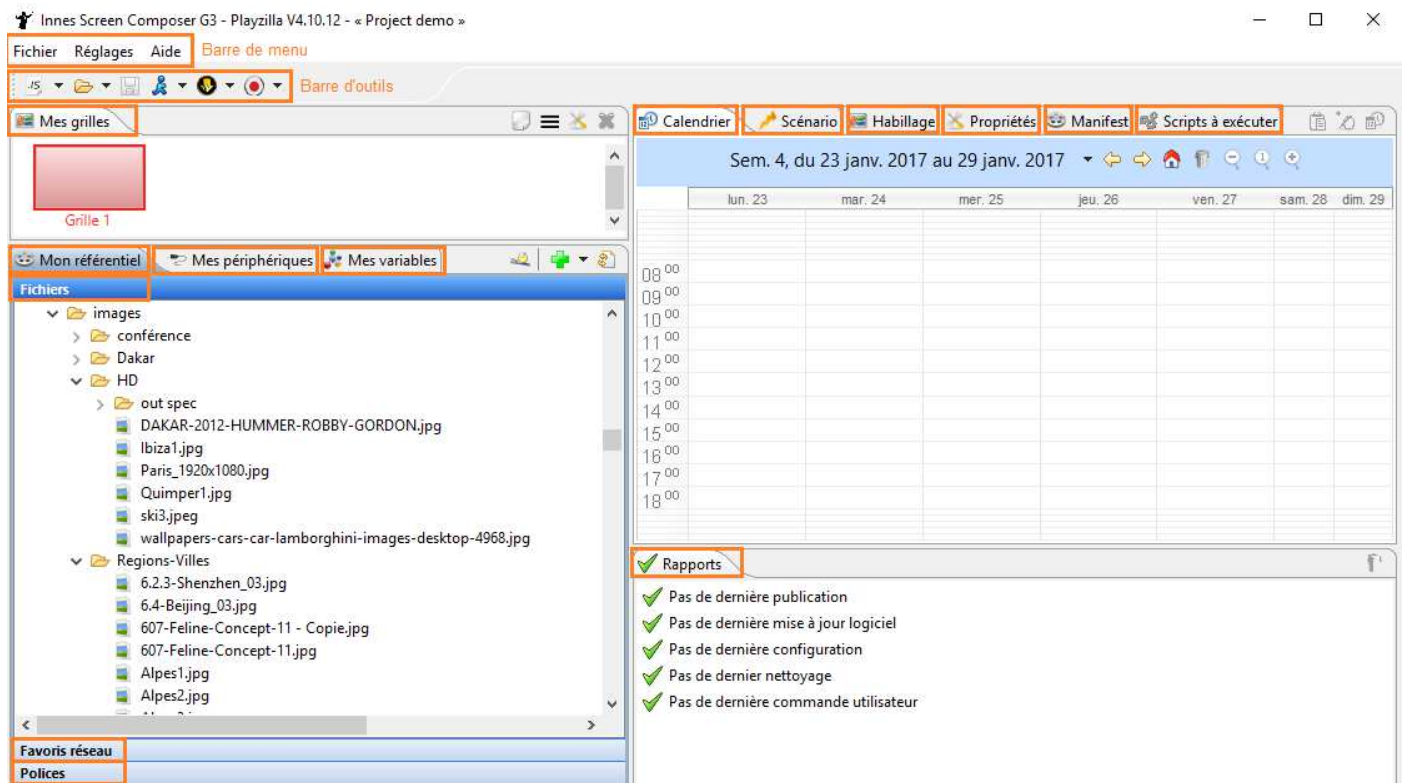 Innes Screen Composer G3 - Playzilla V4.10.12 - « Project demo »
Fichier Réglages Aide Barre de menu
JS Barre d'outils
Mes grilles
Grille 1
Mon référentiel Mes périphériques Mes variables
Fichiers
images
conférence
Dakar
HD
out spec
DAKAR-2012-HUMMER-ROBBY-GORDON.jpg
Ibiza1.jpg
Paris_1920x1080.jpg
Quimper1.jpg
ski3.jpeg
wallpapers-cars-car-lamborghini-images-desktop-4968.jpg
Regions-Villes
6.2.3-Shenzhen_03.jpg
6.4-Beijing_03.jpg
607-Feline-Concept-11 - Copie.jpg
607-Feline-Concept-11.jpg
Alpes1.jpg
Alpes2.jpg
Favoris réseau
Polices
Calendrier Scénario Habillage Propriétés Manifest Scripts à exécuter
Sem. 4, du 23 janv. 2017 au 29 janv. 2017
lun. 23 mar. 24 mer. 25 jeu. 26 ven. 27 sam. 28 dim. 29
08 00
09 00
10 00
11 00
12 00
13 00
14 00
15 00
16 00
17 00
18 00
Rapports
Pas de dernière publication
Pas de dernière mise à jour logiciel
Pas de dernière configuration
Pas de dernier nettoyage
Pas de dernière commande utilisateur